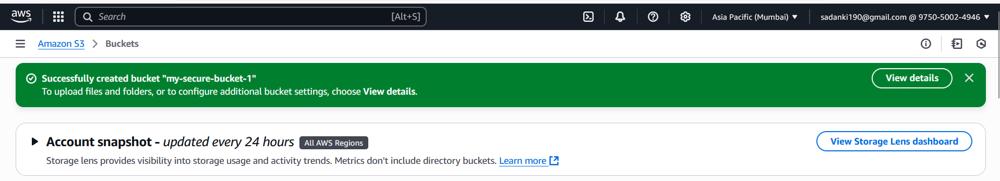 aws
Search [Alt+S] Asia Pacific (Mumbai) sadanki190@gmail.com @ 9750-5002-4946
Amazon S3 Buckets
Successfully created bucket "my-secure-bucket-1"
View details
To upload files and folders, or to configure additional bucket settings, choose View details.
Account snapshot - updated every 24 hours All AWS Regions
View Storage Lens dashboard
Storage lens provides visibility into storage usage and activity trends. Metrics don't include directory buckets. Learn more